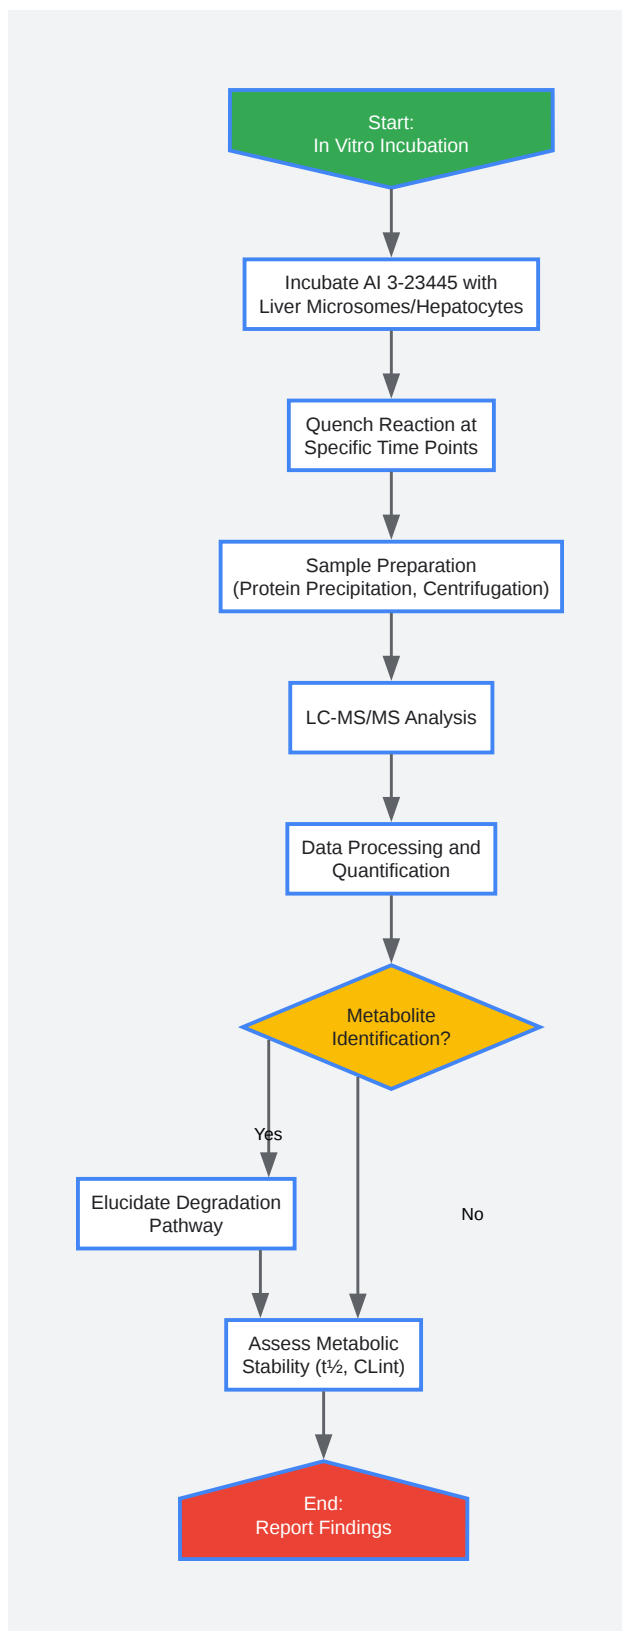 Start:
In Vitro Incubation
Incubate AI 3-23445 with
Liver Microsomes/Hepatocytes
Quench Reaction at
Specific Time Points
Sample Preparation
(Protein Precipitation, Centrifugation)
LC-MS/MS Analysis
Data Processing and
Quantification
Metabolite
Identification?
Yes
Elucidate Degradation
Pathway
No
Assess Metabolic
Stability (t½, CLint)
End:
Report Findings